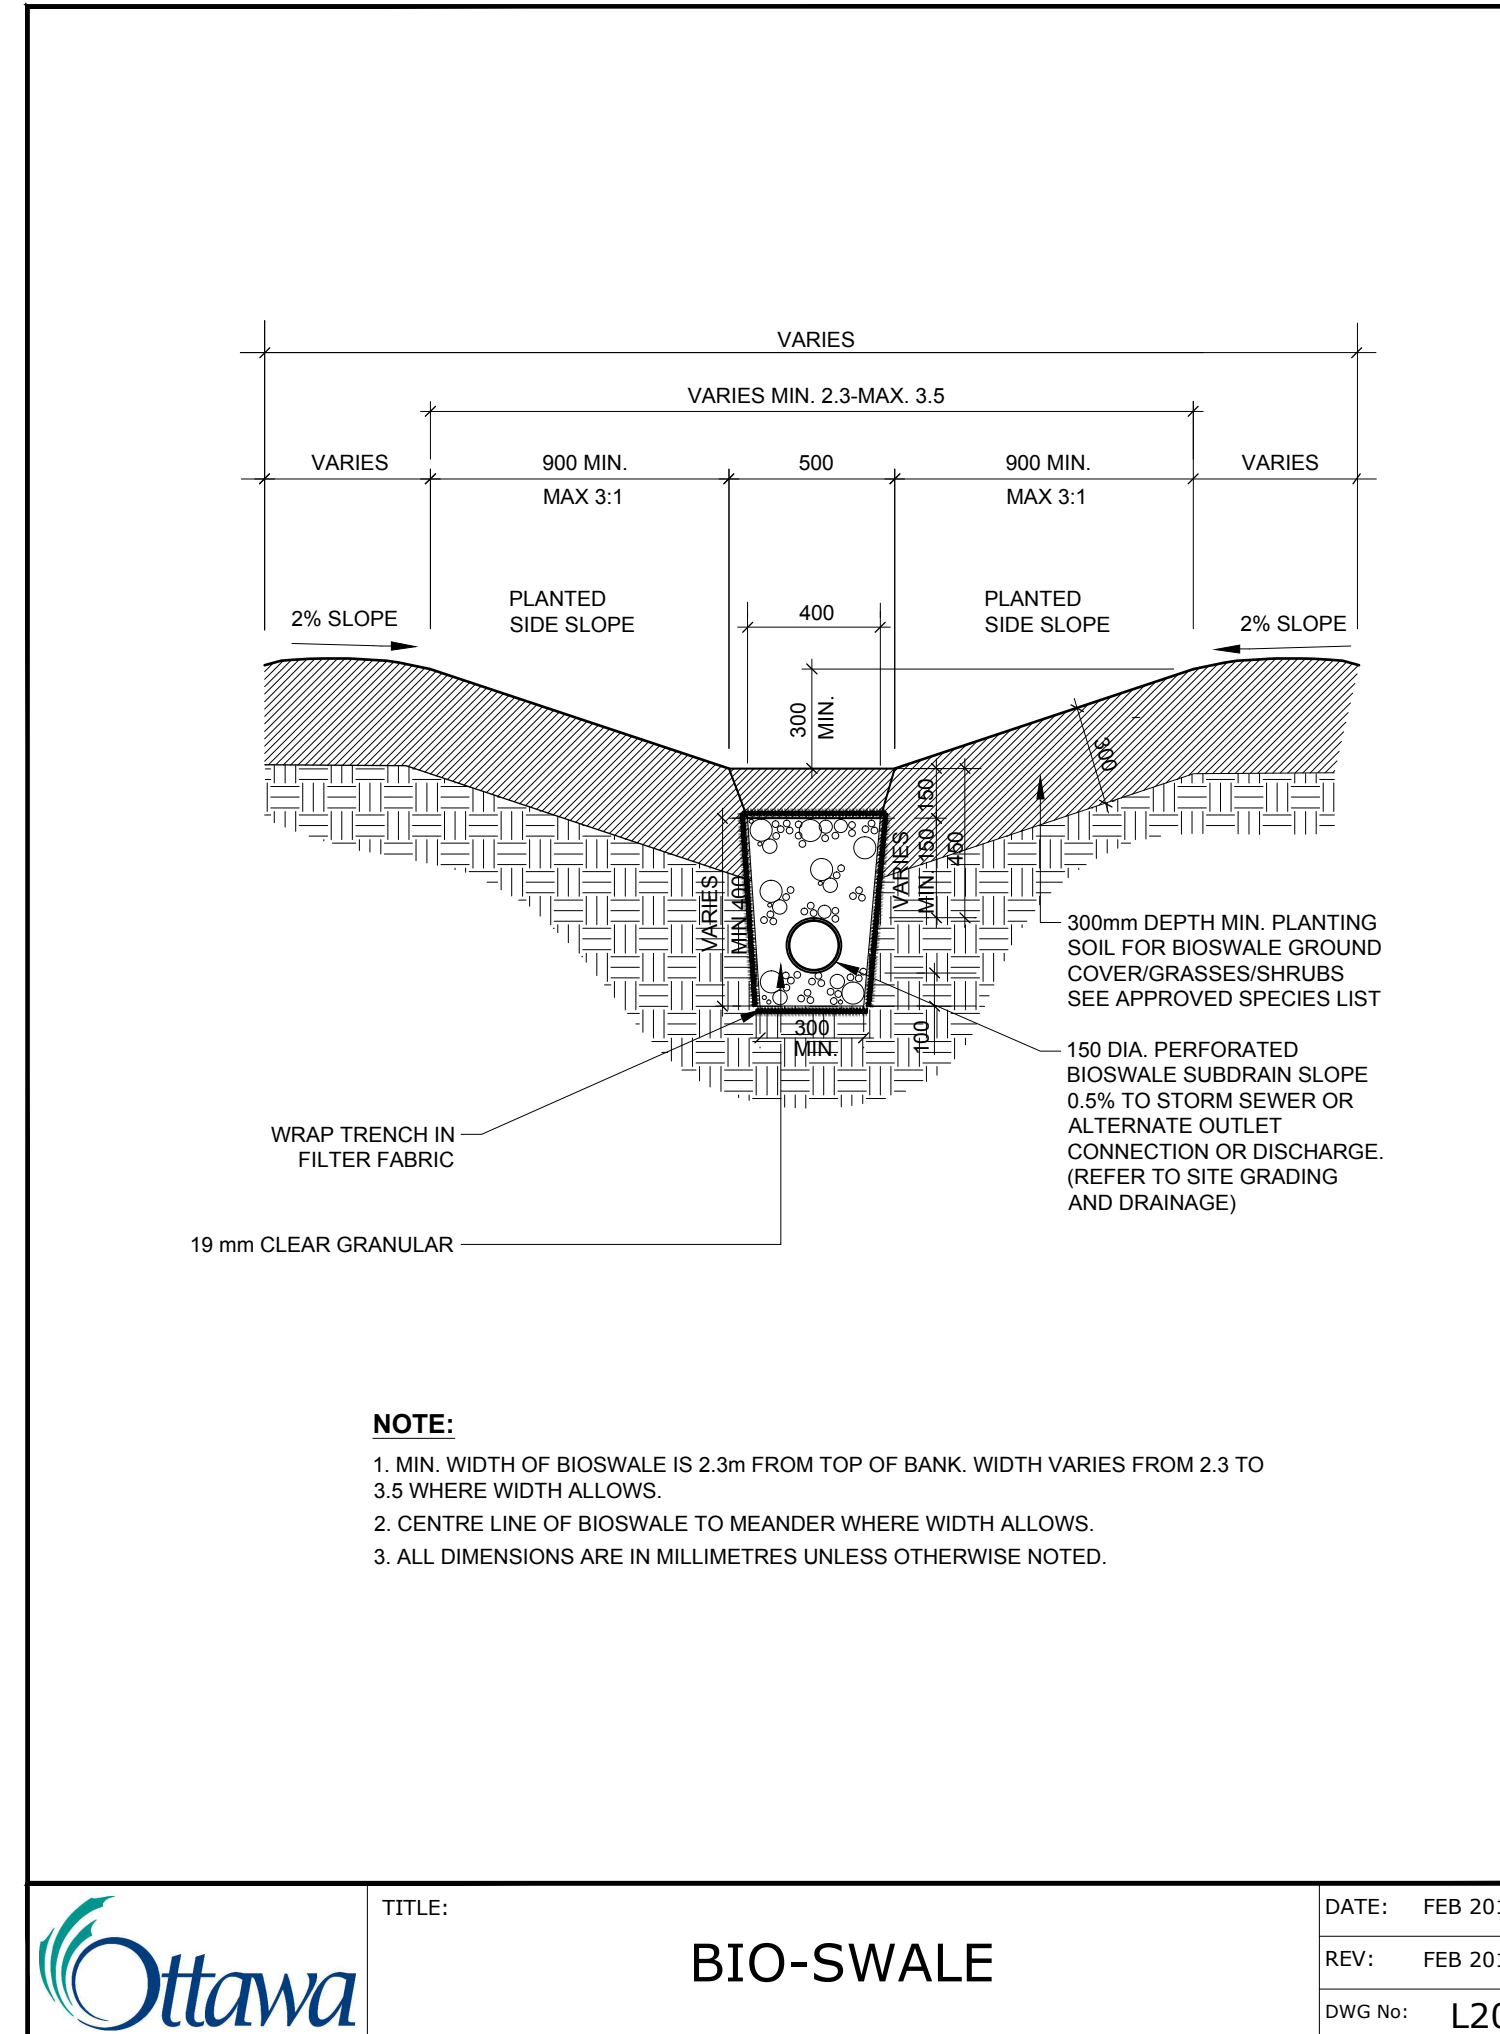 VARIES
VARIES MIN. 2.3-MAX. 3.5
VARIES
900 MIN.
500
900 MIN.
VARIES
MAX 3:1
MAX 3:1
PLANTED
SIDE SLOPE
PLANTED
SIDE SLOPE
2% SLOPE
400
2% SLOPE
300
MIN.
300
150
VARIES
MIN. 150
450
VARIES
MIN 400
300
MIN.
100
300mm DEPTH MIN. PLANTING
SOIL FOR BIOSWALE GROUND
COVER/GRASSES/SHRUBS
SEE APPROVED SPECIES LIST
150 DIA. PERFORATED
BIOSWALE SUBDRAIN SLOPE
0.5% TO STORM SEWER OR
ALTERNATE OUTLET
CONNECTION OR DISCHARGE.
(REFER TO SITE GRADING
AND DRAINAGE)
WRAP TRENCH IN
FILTER FABRIC
19 mm CLEAR GRANULAR
NOTE:
1. MIN. WIDTH OF BIOSWALE IS 2.3m FROM TOP OF BANK. WIDTH VARIES FROM 2.3 TO
3.5 WHERE WIDTH ALLOWS.
2. CENTRE LINE OF BIOSWALE TO MEANDER WHERE WIDTH ALLOWS.
3. ALL DIMENSIONS ARE IN MILLIMETRES UNLESS OTHERWISE NOTED.
Ottawa
TITLE:
BIO-SWALE
DATE: FEB
REV: FEB
DWG No: